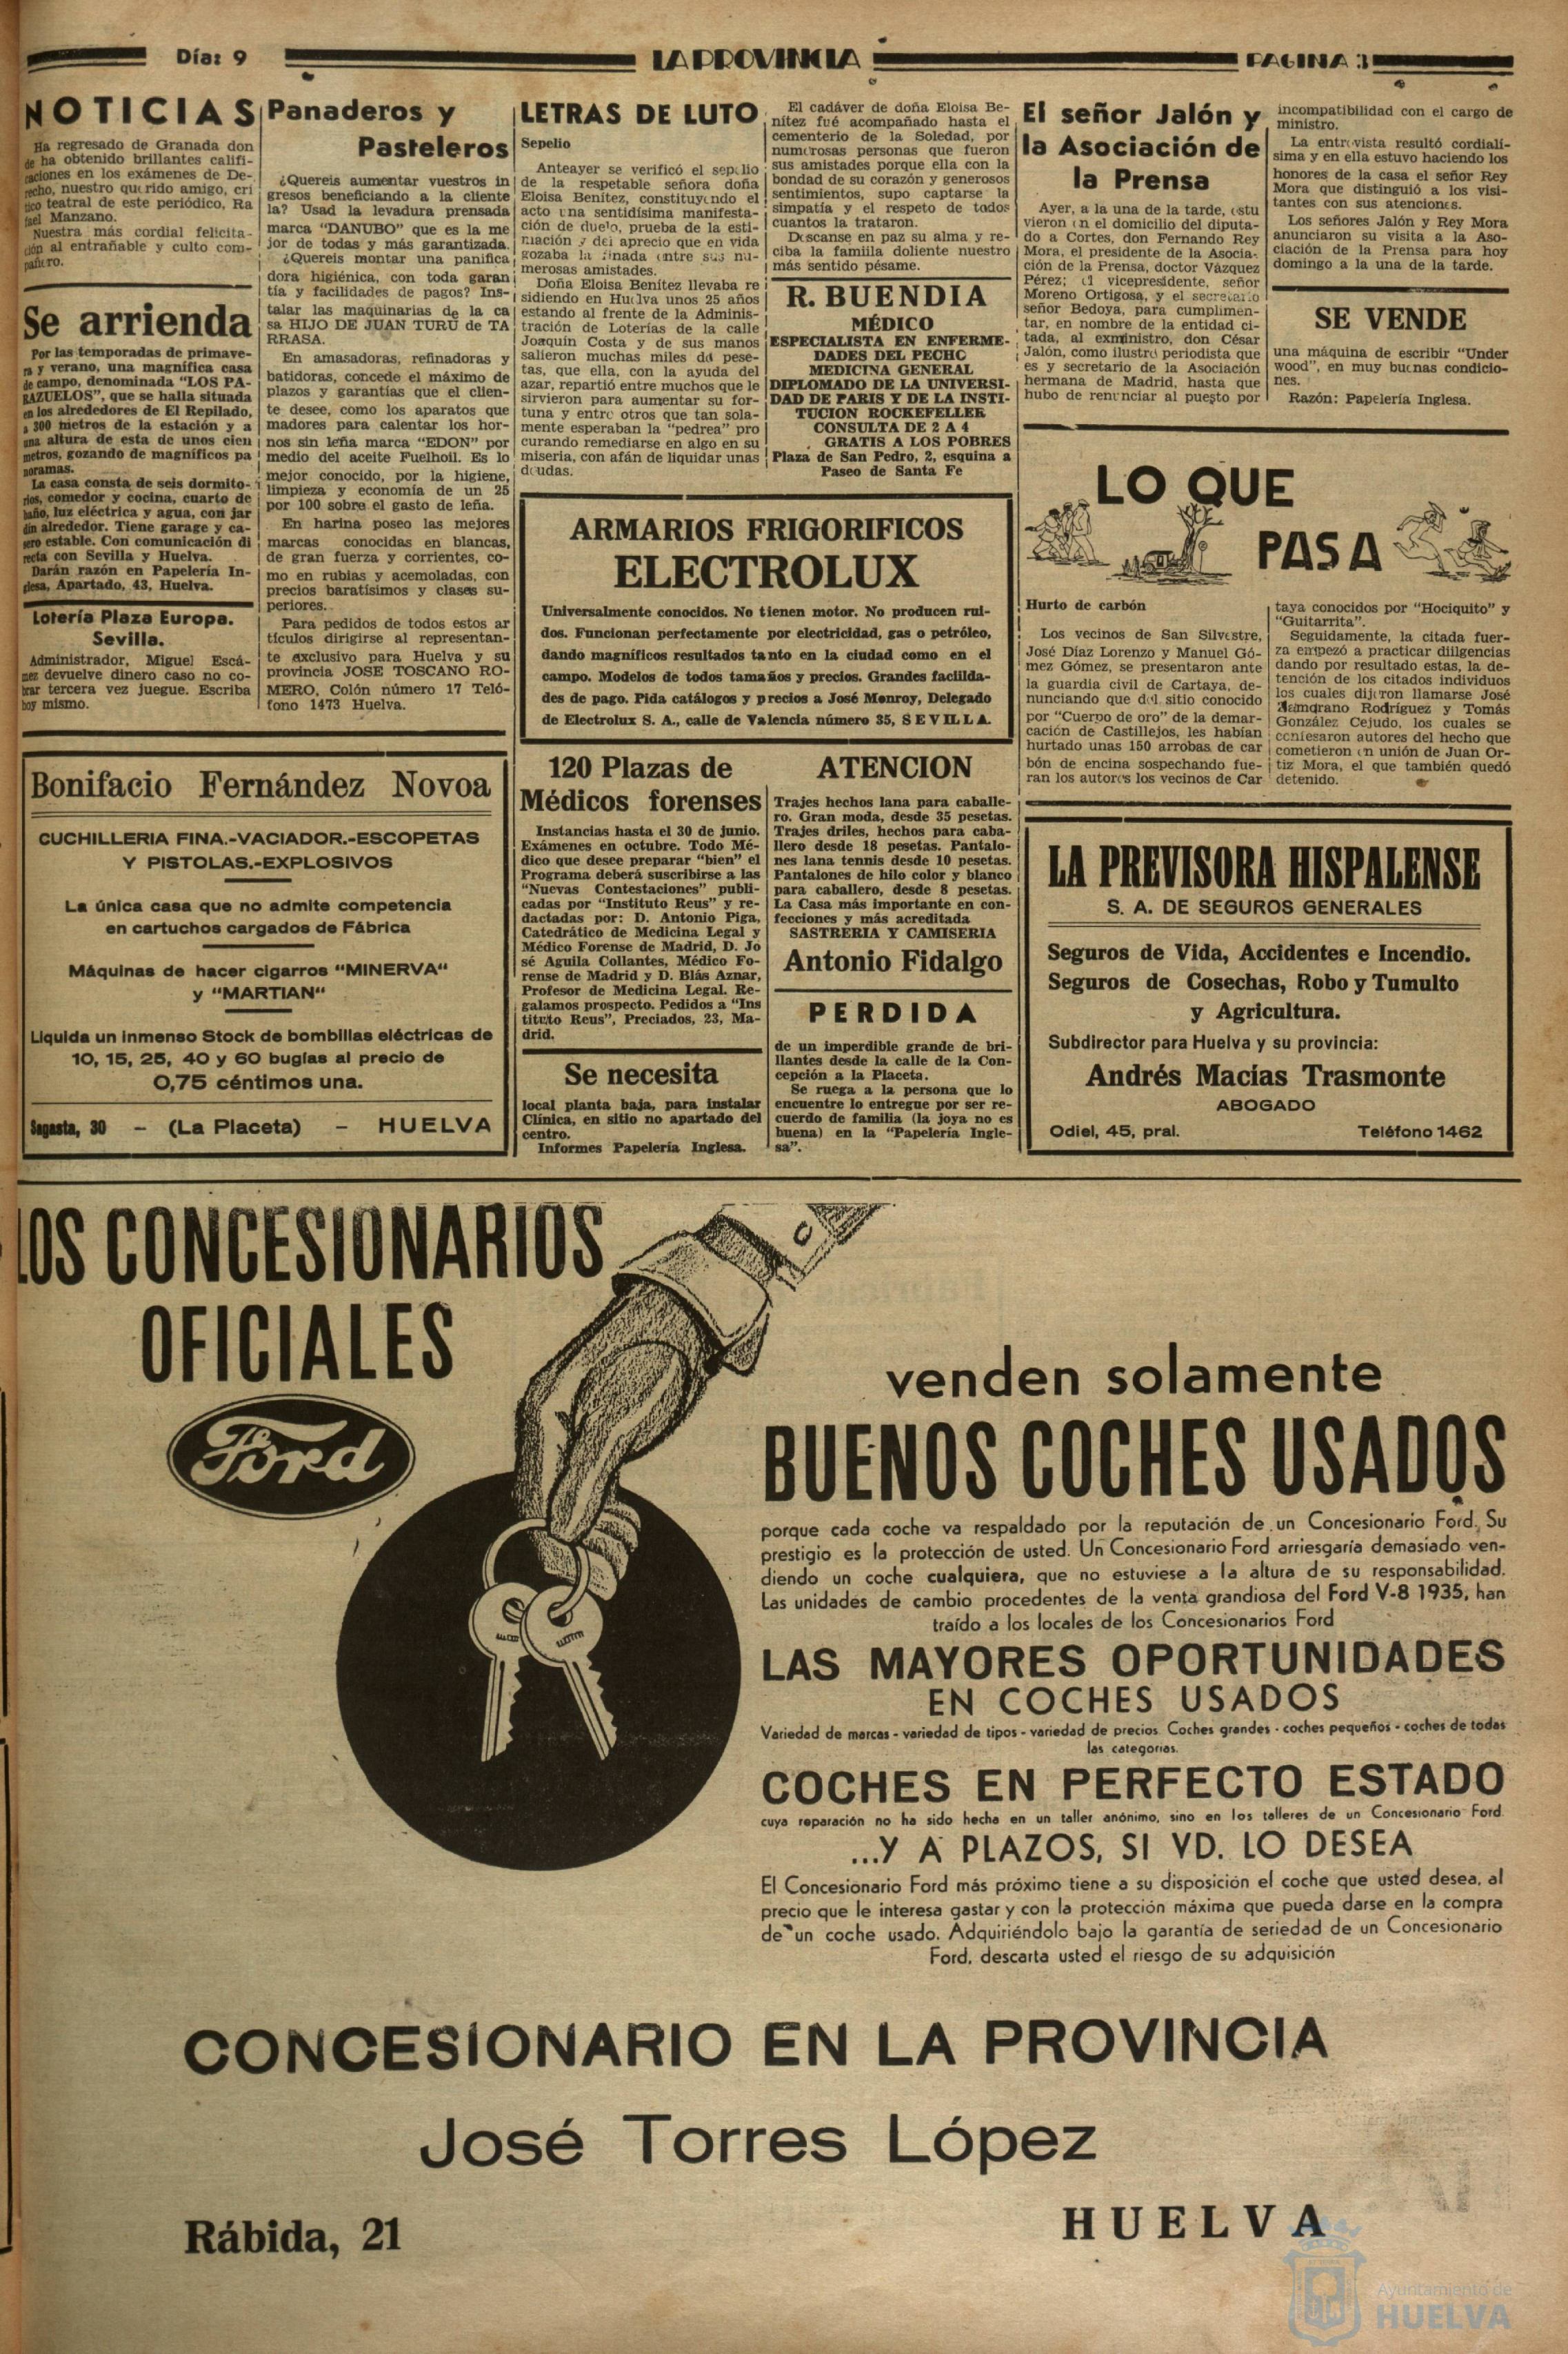 Día: 9
LA PROVINCIA
PAGINA 3
NOTICIAS
Ha regresado de Granada don
de ha obtenido brillantes califi-
caciones en los exámenes de De-
recho, nuestro querido amigo, crí
tico teatral de este periódico, Ra
fael Manzano.
Nuestra más cordial felicita-
ción al entrañable y culto com-
pañero.
Se arrienda
Por las temporadas de primave-
ra y verano, una magnífica casa
de campo, denominada "LOS PA-
RAZUELOS", que se halla situada
en los alrededores de El Repilado,
a 300 metros de la estación y a
una altura de esta de unos cien
metros, gozando de magníficos pa
noramas.
La casa consta de seis dormito-
rios, comedor y cocina, cuarto de
baño, luz eléctrica y agua, con jar
dín alrededor. Tiene garage y ca-
sero estable. Con comunicación di
recta con Sevilla y Huelva.
Darán razón en Papelería In-
glesa, Apartado, 43, Huelva.
Lotería Plaza Europa.
Sevilla.
Administrador, Miguel Escá-
mez devuelve dinero caso no co-
brar tercera vez juegue. Escriba
hoy mismo.
Panaderos y
Pasteleros
¿Quereis aumentar vuestros in
gresos beneficiando a la cliente
la? Usad la levadura prensada
marca "DANUBO" que es la me
jor de todas y más garantizada.
¿Quereis montar una panifica
dora higiénica, con toda garan
tía y facilidades de pagos? Ins-
talar las maquinarias de la ca
sa HIJO DE JUAN TURU de TA
RRASA.
En amasadoras, refinadoras y
batidoras, concede el máximo de
plazos y garantías que el clien-
te desee, como los aparatos que
madores para calentar los hor-
nos sin leña marca "EDON" por
medio del aceite Fuelhoil. Es lo
mejor conocido, por la higiene,
limpieza y economía de un 25
por 100 sobre el gasto de leña.
En harina poseo las mejores
marcas conocidas en blancas,
de gran fuerza y corrientes, co-
mo en rubias y acemoladas, con
precios baratísimos y clases su-
periores.
Para pedidos de todos estos ar
tículos dirigirse al representan-
te exclusivo para Huelva y su
provincia JOSE TOSCANO RO-
MERO, Colón número 17 Telé-
fono 1473 Huelva.
Bonifacio Fernández Novoa
CUCHILLERIA FINA.-VACIADOR.-ESCOPETAS
Y PISTOLAS.-EXPLOSIVOS
La única casa que no admite competencia
en cartuchos cargados de Fábrica
Máquinas de hacer cigarros "MINERVA"
y "MARTIAN"
Liquida un inmenso Stock de bombillas eléctricas de
10, 15, 25, 40 y 60 bugías al precio de
0,75 céntimos una.
Sagasta, 30 - (La Placeta) - HUELVA
LETRAS DE LUTO
Sepelio
Anteayer se verificó el sepelio
de la respetable señora doña
Eloisa Benítez, constituyendo el
acto una sentidísima manifesta-
ción de duelo, prueba de la esti-
mación y del aprecio que en vida
gozaba la finada entre sus nu-
merosas amistades.
Doña Eloisa Benítez llevaba re
sidiendo en Huelva unos 25 años
estando al frente de la Adminis-
tración de Loterías de la calle
Joaquín Costa y de sus manos
salieron muchas miles de pese-
tas, que ella, con la ayuda del
azar, repartió entre muchos que le
sirvieron para aumentar su for-
tuna y entre otros que tan sola-
mente esperaban la "pedrea" pro
curando remediarse en algo en su
miseria, con afán de liquidar unas
deudas.
El cadáver de doña Eloisa Be-
nítez fué acompañado hasta el
cementerio de la Soledad, por
numerosas personas que fueron
sus amistades porque ella con la
bondad de su corazón y generosos
sentimientos, supo captarse la
simpatía y el respeto de todos
cuantos la trataron.
Descanse en paz su alma y re-
ciba la familia doliente nuestro
más sentido pésame.
R. BUENDIA
MÉDICO
ESPECIALISTA EN ENFERME-
DADES DEL PECHO
MEDICINA GENERAL
DIPLOMADO DE LA UNIVERSI-
DAD DE PARIS Y DE LA INSTI-
TUCION ROCKEFELLER
CONSULTA DE 2 A 4
GRATIS A LOS POBRES
Plaza de San Pedro, 2, esquina a
Paseo de Santa Fe
ARMARIOS FRIGORIFICOS
ELECTROLUX
Universalmente conocidos. No tienen motor. No producen rui-
dos. Funcionan perfectamente por electricidad, gas o petróleo,
dando magníficos resultados tanto en la ciudad como en el
campo. Modelos de todos tamaños y precios. Grandes facilida-
des de pago. Pida catálogos y precios a José Monroy, Delegado
de Electrolux S. A., calle de Valencia número 35, SEVILLA.
120 Plazas de
Médicos forenses
Instancias hasta el 30 de junio.
Exámenes en octubre. Todo Mé-
dico que desee preparar "bien" el
Programa deberá suscribirse a las
"Nuevas Contestaciones" publi-
cadas por "Instituto Reus" y re-
dactadas por: D. Antonio Piga,
Catedrático de Medicina Legal y
Médico Forense de Madrid, D. Jo
sé Aguila Collantes, Médico Fo-
rense de Madrid y D. Blás Aznar,
Profesor de Medicina Legal. Re-
galamos prospecto. Pedidos a "Ins
tituto Reus", Preciados, 23, Ma-
drid.
Se necesita
local planta baja, para instalar
Clínica, en sitio no apartado del
centro.
Informes Papelería Inglesa.
ATENCION
Trajes hechos lana para caballe-
ro. Gran moda, desde 35 pesetas.
Trajes driles, hechos para caba-
llero desde 18 pesetas. Pantalo-
nes lana tennis desde 10 pesetas.
Pantalones de hilo color y blanco
para caballero, desde 8 pesetas.
La Casa más importante en con-
fecciones y más acreditada
SASTRERIA Y CAMISERIA
Antonio Fidalgo
PERDIDA
de un imperdible grande de bri-
llantes desde la calle de la Con-
cepción a la Placeta.
Se ruega a la persona que lo
encuentre lo entregue por ser re-
cuerdo de familia (la joya no es
buena) en la "Papelería Ingle-
sa".
El señor Jalón y
la Asociación de
la Prensa
Ayer, a la una de la tarde, estu
vieron en el domicilio del diputa-
do a Cortes, don Fernando Rey
Mora, el presidente de la Asocia-
ción de la Prensa, doctor Vázquez
Pérez; el vicepresidente, señor
Moreno Ortigosa, y el secretario
señor Bedoya, para cumplimen-
tar, en nombre de la entidad ci-
tada, al exministro, don César
Jalón, como ilustre periodista que
es y secretario de la Asociación
hermana de Madrid, hasta que
hubo de renunciar al puesto por
incompatibilidad con el cargo de
ministro.
La entrevista resultó cordialí-
sima y en ella estuvo haciendo los
honores de la casa el señor Rey
Mora que distinguió a los visi-
tantes con sus atenciones.
Los señores Jalón y Rey Mora
anunciaron su visita a la Aso-
ciación de la Prensa para hoy
domingo a la una de la tarde.
SE VENDE
una máquina de escribir "Under
wood", en muy buenas condicio-
nes.
Razón: Papelería Inglesa.
LO QUE
PASA
Hurto de carbón
Los vecinos de San Silvestre,
José Díaz Lorenzo y Manuel Gó-
mez Gómez, se presentaron ante
la guardia civil de Cartaya, de-
nunciando que del sitio conocido
por "Cuerpo de oro" de la demar-
cación de Castillejos, les habían
hurtado unas 150 arrobas de car
bón de encina sospechando fue-
ran los autores los vecinos de Car
taya conocidos por "Hociquito" y
"Guitarrita".
Seguidamente, la citada fuer-
za empezó a practicar diilgencias
dando por resultado estas, la de-
tención de los citados individuos
los cuales dijeron llamarse José
Rodríguez y Tomás
González Cejudo, los cuales se
confesaron autores del hecho que
cometieron en unión de Juan Or-
tiz Mora, el que también quedó
detenido.
LA PREVISORA HISPALENSE
S. A. DE SEGUROS GENERALES
Seguros de Vida, Accidentes e Incendio.
Seguros de Cosechas, Robo y Tumulto
y Agricultura.
Subdirector para Huelva y su provincia:
Andrés Macías Trasmonte
ABOGADO
Odiel, 45, pral. Teléfono 1462
LOS CONCESIONARIOS
OFICIALES
Ford
venden solamente
BUENOS COCHES USADOS
porque cada coche va respaldado por la reputación de un Concesionario Ford. Su
prestigio es la protección de usted. Un Concesionario Ford arriesgaría demasiado ven-
diendo un coche cualquiera, que no estuviese a la altura de su responsabilidad.
Las unidades de cambio procedentes de la venta grandiosa del Ford V-8 1935, han
traído a los locales de los Concesionarios Ford
LAS MAYORES OPORTUNIDADES
EN COCHES USADOS
Variedad de marcas - variedad de tipos - variedad de precios. Coches grandes - coches pequeños - coches de todas
las categorías.
COCHES EN PERFECTO ESTADO
cuya reparación no ha sido hecha en un taller anónimo, sino en los talleres de un Concesionario Ford.
...Y A PLAZOS, SI VD. LO DESEA
El Concesionario Ford más próximo tiene a su disposición el coche que usted desea, al
precio que le interesa gastar y con la protección máxima que pueda darse en la compra
de un coche usado. Adquiriéndolo bajo la garantía de seriedad de un Concesionario
Ford, descarta usted el riesgo de su adquisición
CONCESIONARIO EN LA PROVINCIA
José Torres López
Rábida, 21
HUELVA
Ayuntamiento de
HUELVA